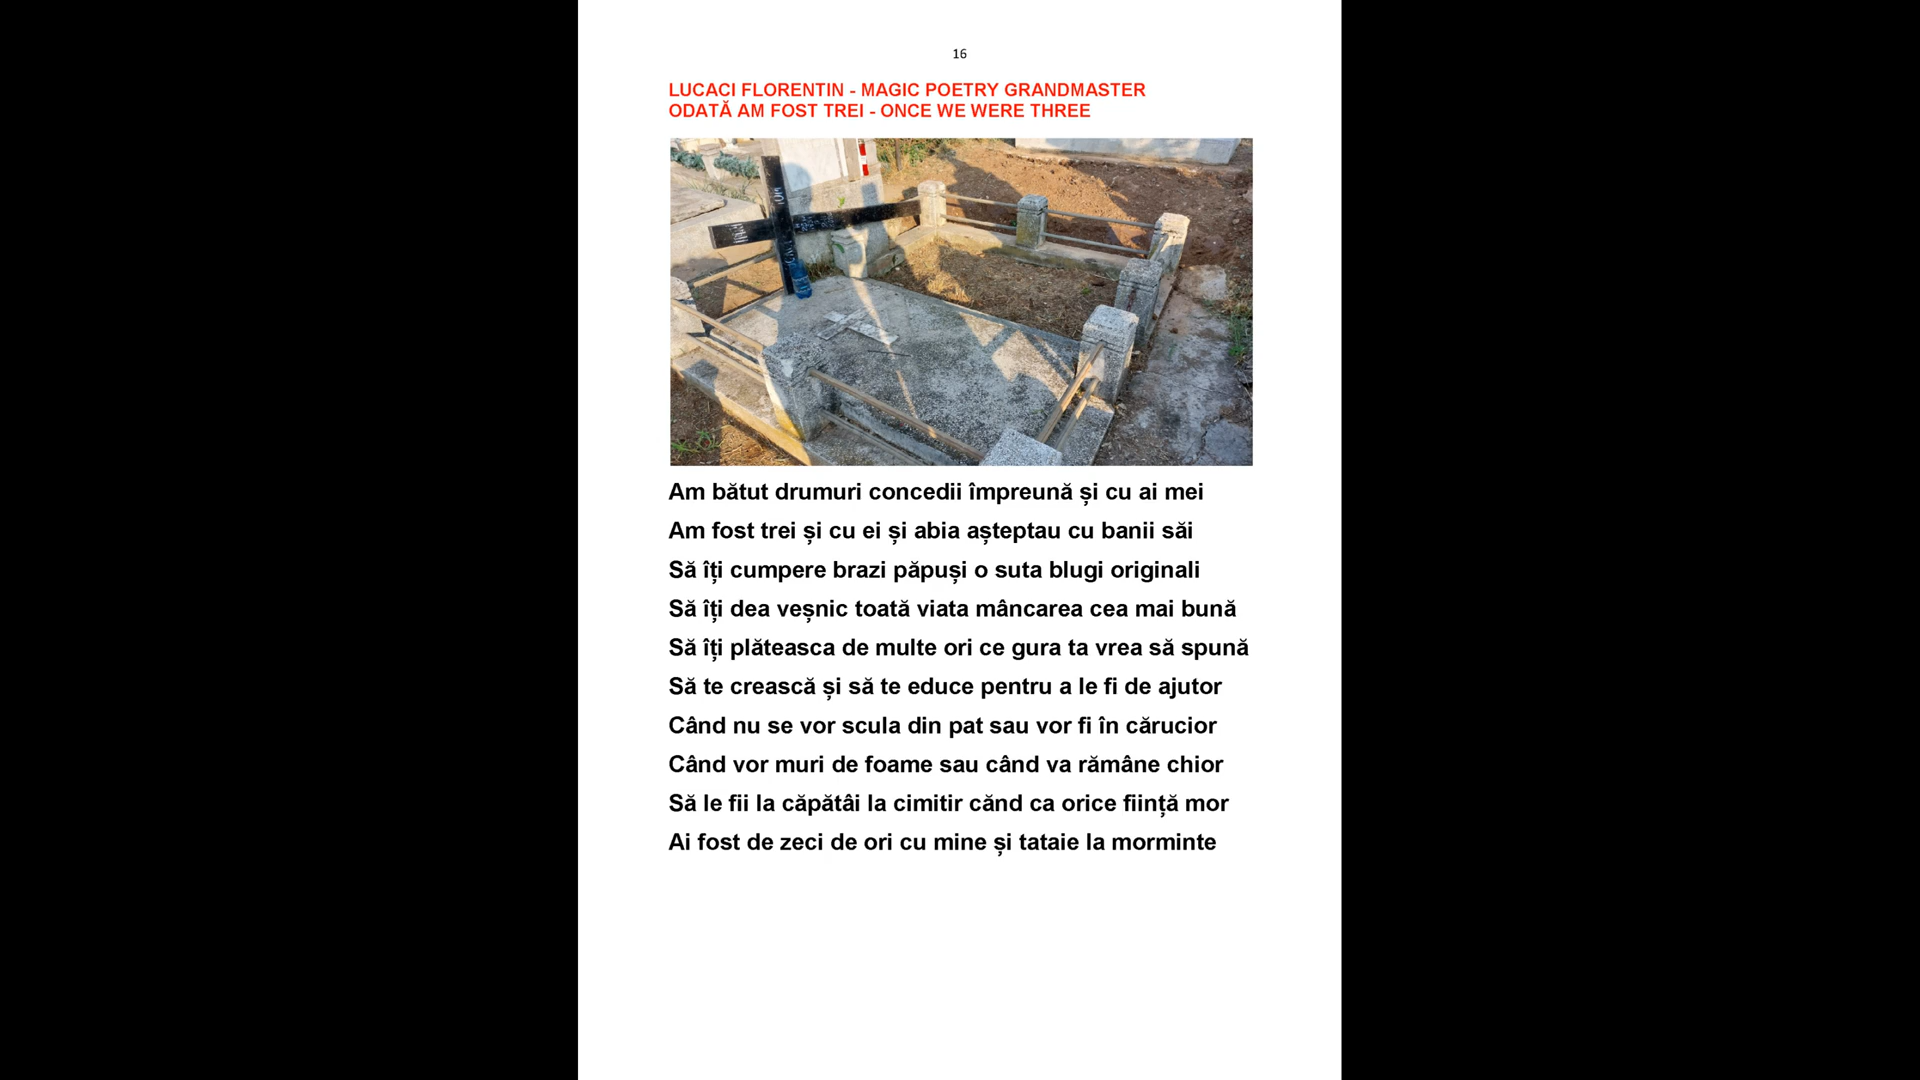 16
LUCACI FLORENTIN - MAGIC POETRY GRANDMASTER
ODATĂ AM FOST TREI - ONCE WE WERE THREE
Am bătut drumuri concedii împreună și cu ai mei
Am fost trei și cu ei și abia așteptau cu banii săi
Să îți cumpere brazi păpuși o suta blugi originali
Să îți dea veșnic toată viata mâncarea cea mai bună
Să îți plăteasca de multe ori ce gura ta vrea să spună
Să te crească și să te educe pentru a le fi de ajutor
Când nu se vor scula din pat sau vor fi în cărucior
Când vor muri de foame sau când va rămâne chior
Să le fii la căpătâi la cimitir cănd ca orice ființă mor
Ai fost de zeci de ori cu mine și tataie la morminte